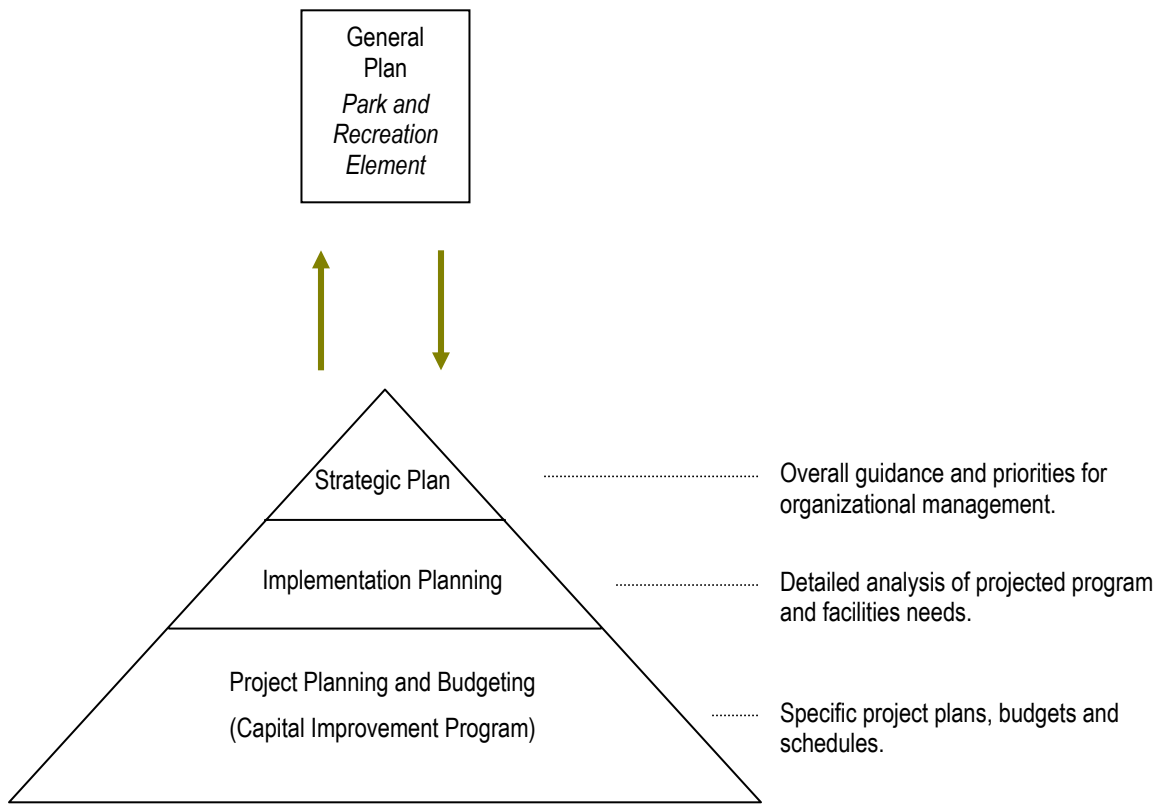 General
Plan
Park and
Recreation
Element
Strategic Plan
Overall guidance and priorities for
organizational management.
Implementation Planning
Detailed analysis of projected program
and facilities needs.
Project Planning and Budgeting
(Capital Improvement Program)
Specific project plans, budgets and
schedules.